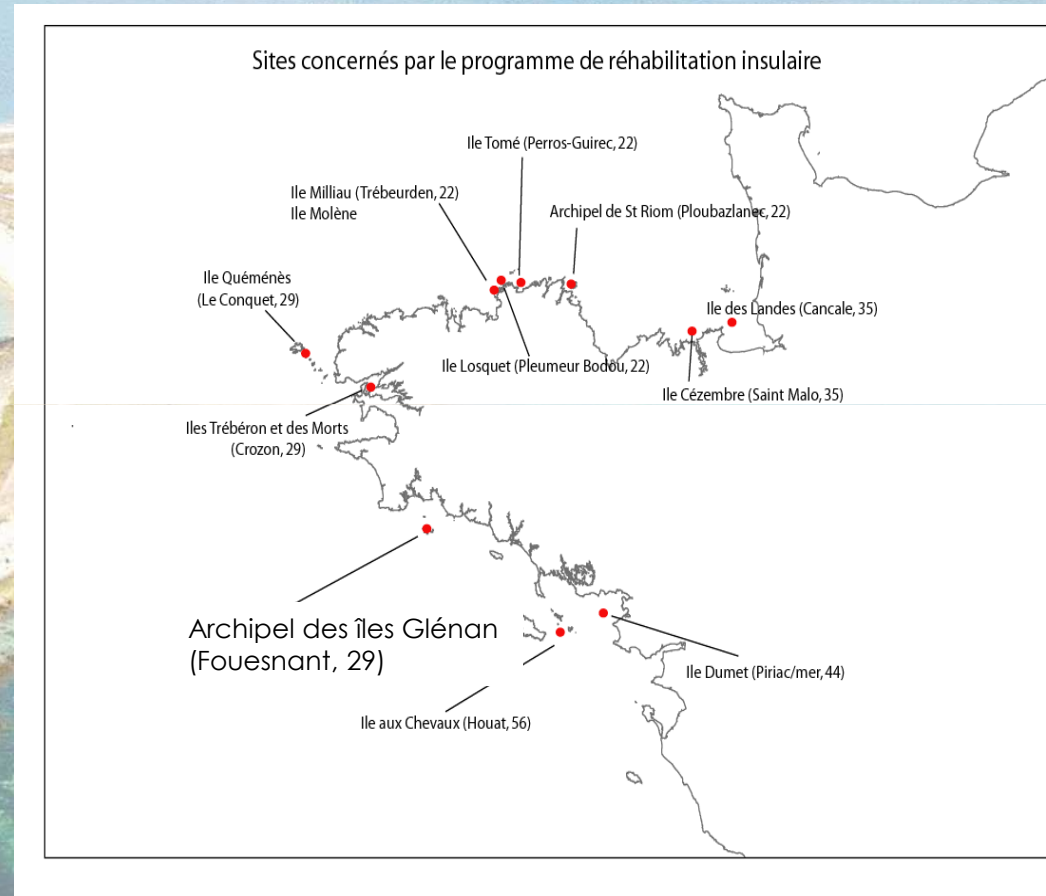 Sites concernés par le programme de réhabilitation insulaire
Ile Tomé (Perros-Guirec, 22)
Ile Milliau (Trébeurden, 22)
Ile Molène
Archipel de St Riom (Ploubazlanec, 22)
Ile Quéménès
(Le Conquet, 29)
Ile des Landes (Cancale, 35)
Ile Losquet (Pleumeur Bodou, 22)
Ile Cézembre (Saint Malo, 35)
Iles Trébéron et des Morts
(Crozon, 29)
Archipel des îles Glénan
(Fouesnant, 29)
Ile Dumet (Piriac/mer, 44)
Ile aux Chevaux (Houat, 56)